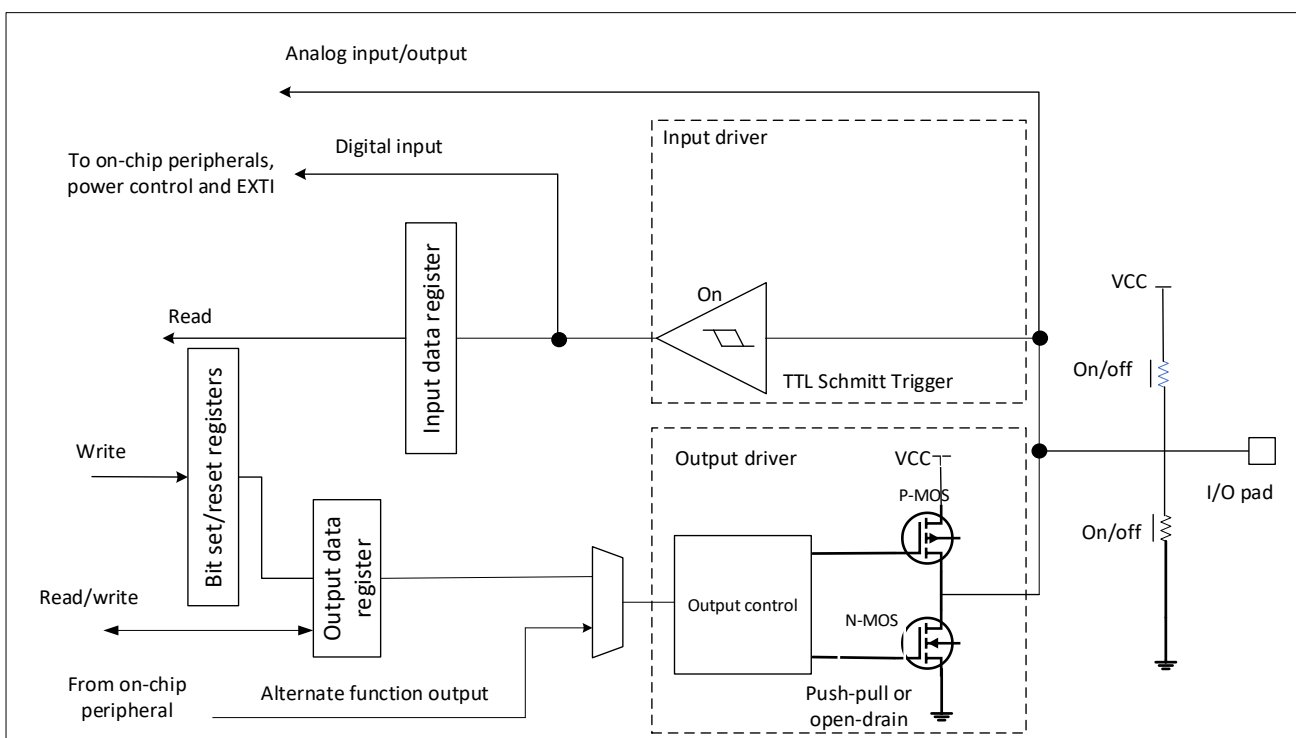 Analog input/output
Input driver
Digital input
To on-chip peripherals,
power control and EXTI
Input data register
On
VCC
Read
On/off
TTL Schmitt Trigger
Bit set/reset registers
Write
Output driver
VCC
P-MOS
I/O pad
On/off
Output data
register
Read/write
Output control
N-MOS
From on-chip
peripheral
Alternate function output
Push-pull or
open-drain